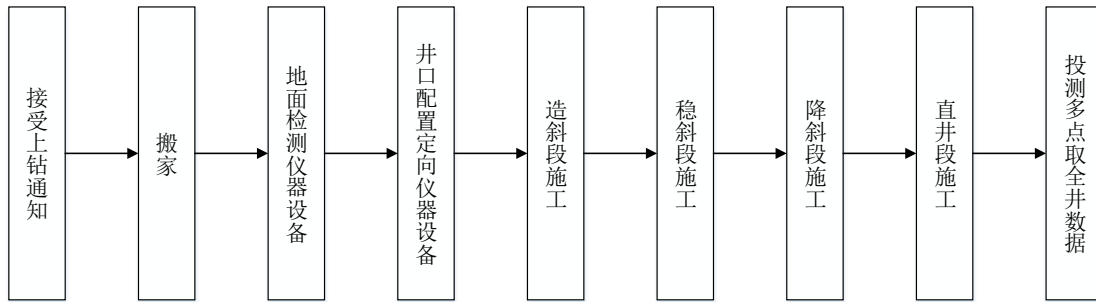 接受上钻通知
搬家
地面检测仪器设备
井口配置定向仪器设备
造斜段施工
稳斜段施工
降斜段施工
直井段施工
投测多点取全井数据